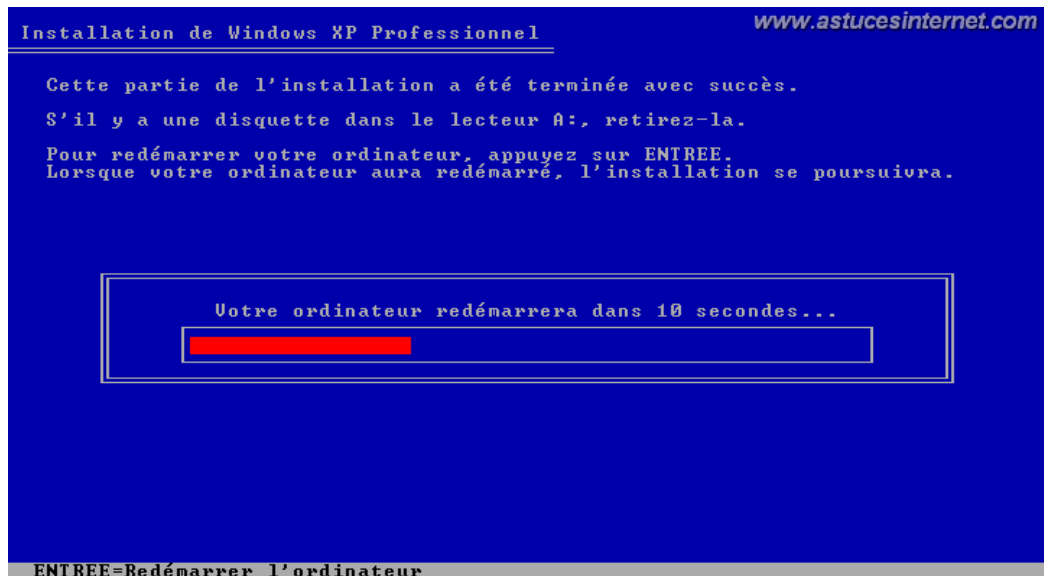 Installation de Windows XP Professionnel
www.astucesinternet.com
Cette partie de l'installation a été terminée avec succès.
S'il y a une disquette dans le lecteur A:, retirez-la.
Pour redémarrer votre ordinateur, appuyez sur ENTREE.
Lorsque votre ordinateur aura redémarré, l'installation se poursuivra.
Votre ordinateur redémarrera dans 10 secondes...
ENTREE=Redémarrer l'ordinateur